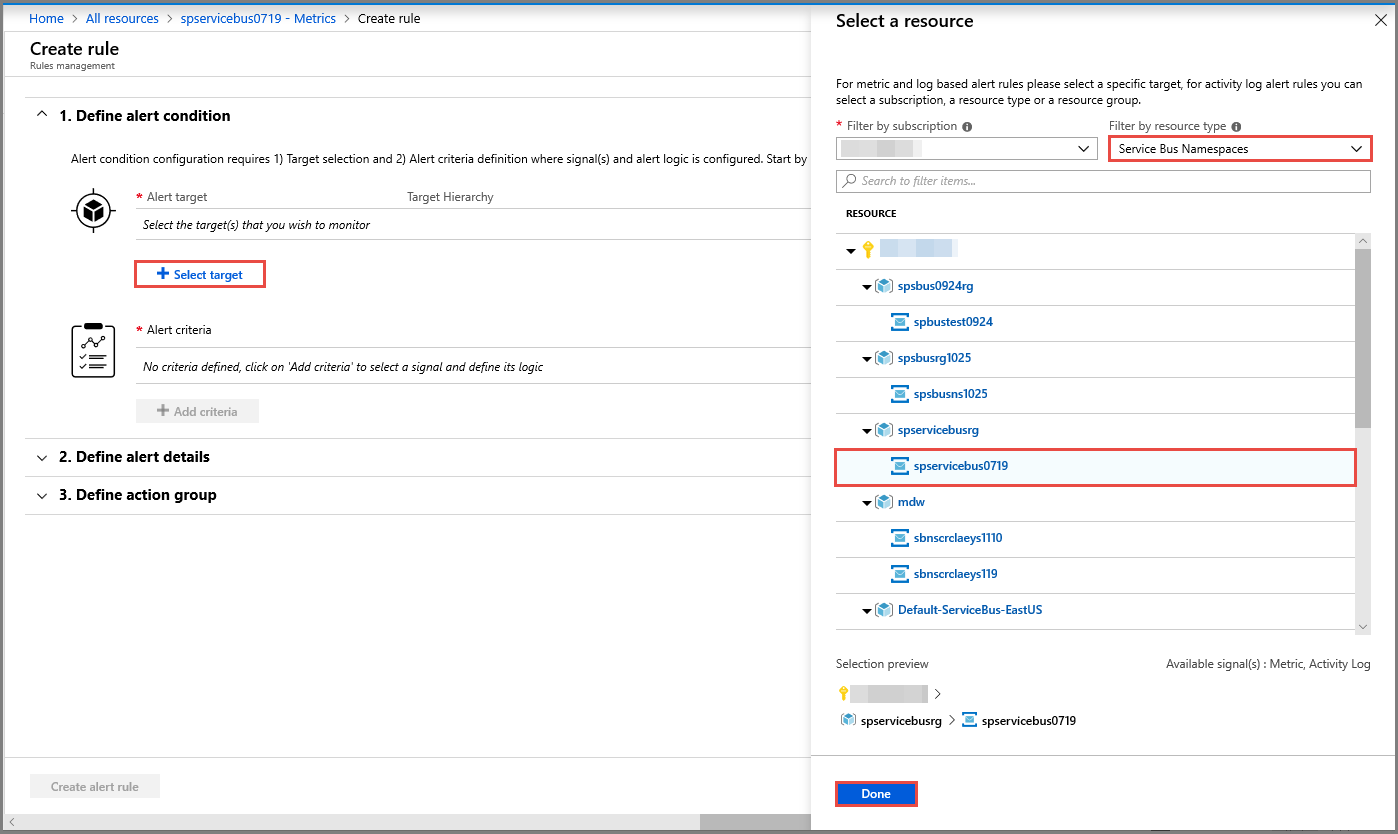 Home > All resources > spservicebus0719 - Metrics > Create rule
Create rule
Rules management
1. Define alert condition
Alert condition configuration requires 1) Target selection and 2) Alert criteria definition where signal(s) and alert logic is configured. Start by
* Alert target Target Hierarchy
Select the target(s) that you wish to monitor
+ Select target
* Alert criteria
No criteria defined, click on 'Add criteria' to select a signal and define its logic
+ Add criteria
2. Define alert details
3. Define action group
Create alert rule
Select a resource
For metric and log based alert rules please select a specific target, for activity log alert rules you can
select a subscription, a resource type or a resource group.
* Filter by subscription Filter by resource type
Service Bus Namespaces
Search to filter items...
RESOURCE
spsbus0924rg
spbustest0924
spsbusrg1025
spsbusns1025
spservicebusrg
spservicebus0719
mdw
sbnscrclaeys1110
sbnscrclaeys119
Default-ServiceBus-EastUS
Selection preview Available signal(s) : Metric, Activity Log
>
spservicebusrg > spservicebus0719
Done